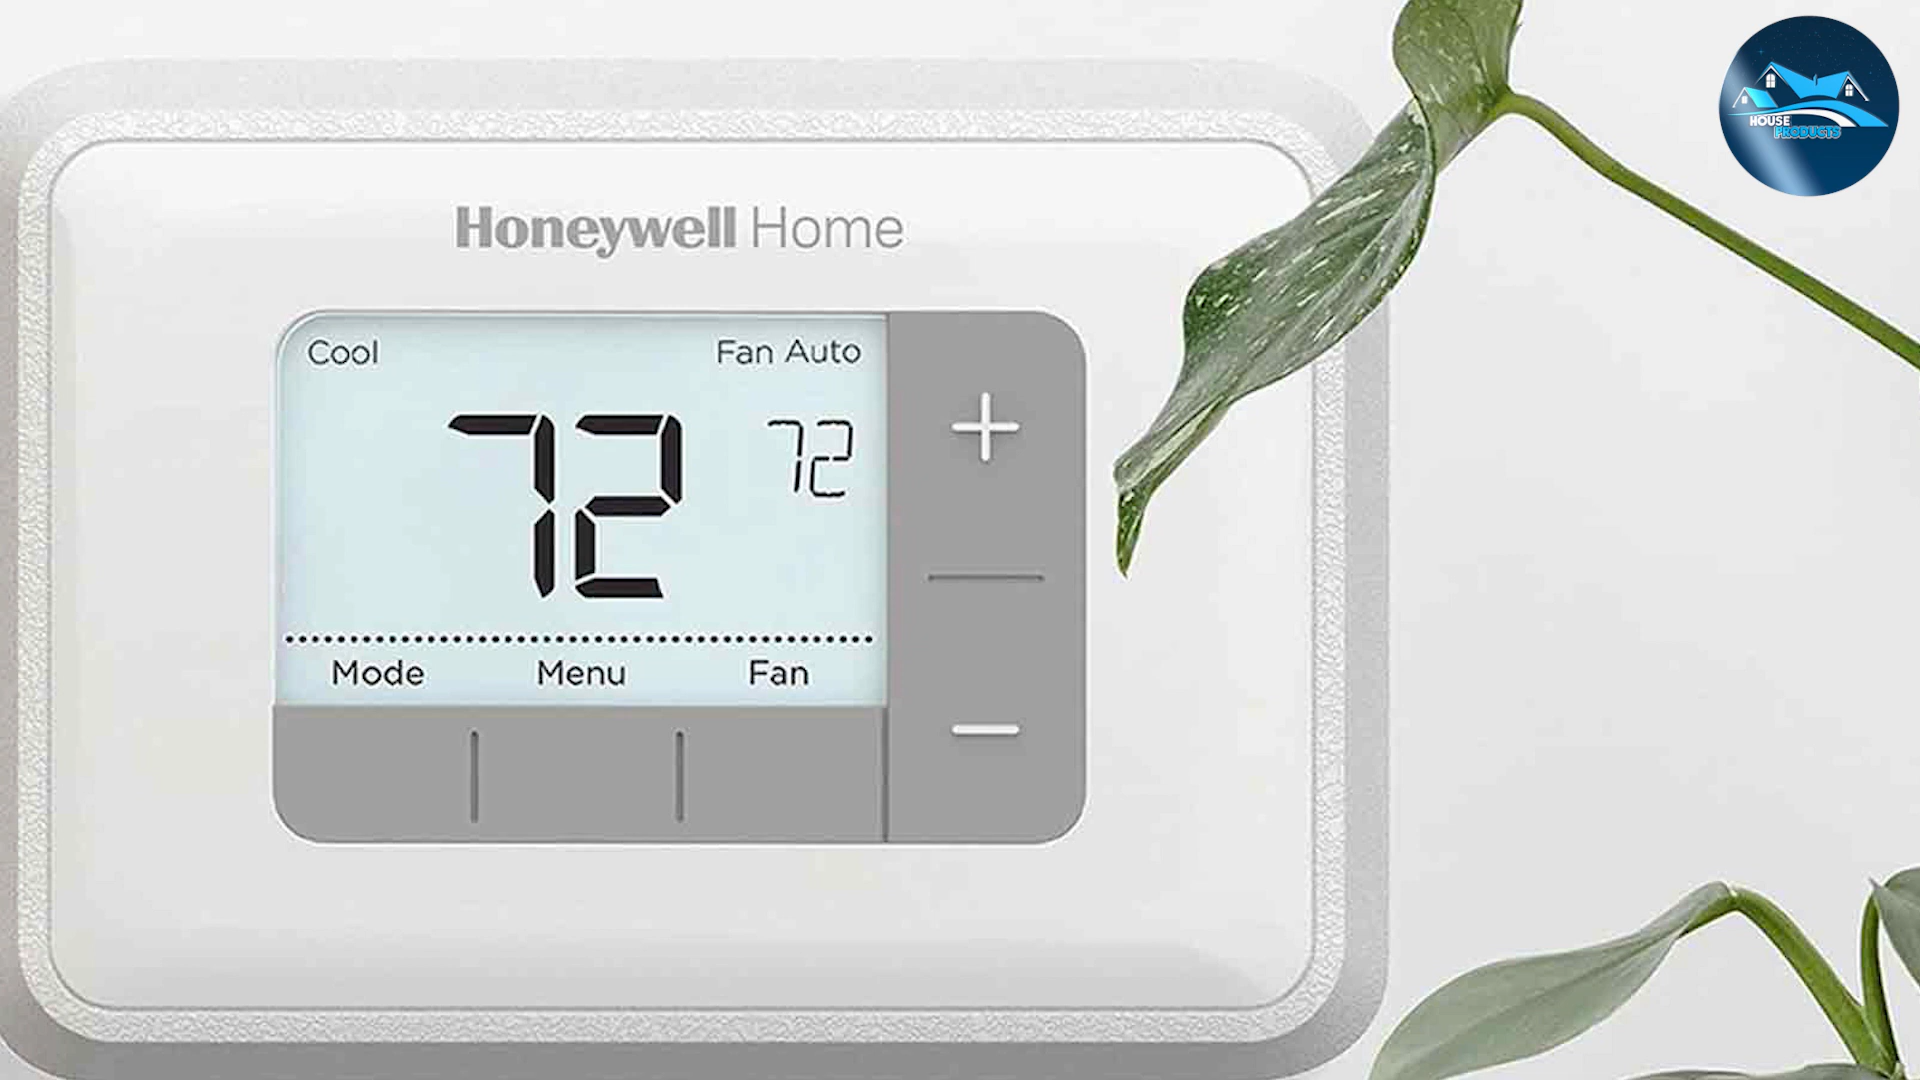 HOUSE
PRODUCTS
Honeywell Home
Cool
Fan Auto
72
72
Mode
Menu
Fan